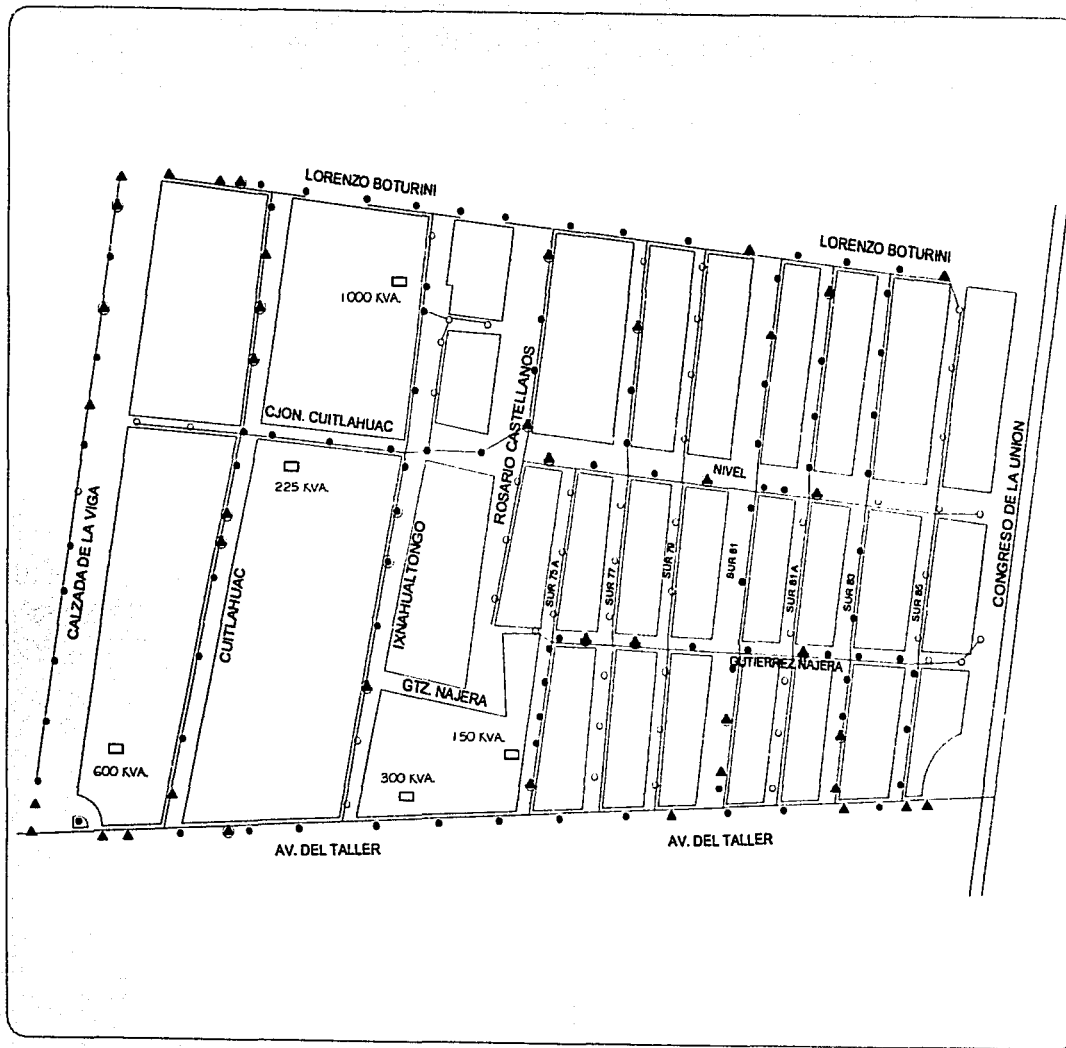 LORENZO BOTURINI
LORENZO BOTURINI
1000 KVA.
CJON. CUITLAHUAC
ROSARIO CASTELLANOS
NIVEL
225 KVA.
CALZADA DE LA VIGA
CUITLAHUAC
IXNAHUALTONGO
SUR 75 A
SUR 77
SUR 79
SUR 81
SUR 81 A
SUR 83
SUR 85
CONGRESO DE LA UNION
GUTIERREZ NAJERA
GTZ. NAJERA
150 KVA.
600 KVA.
300 KVA.
AV. DEL TALLER
AV. DEL TALLER